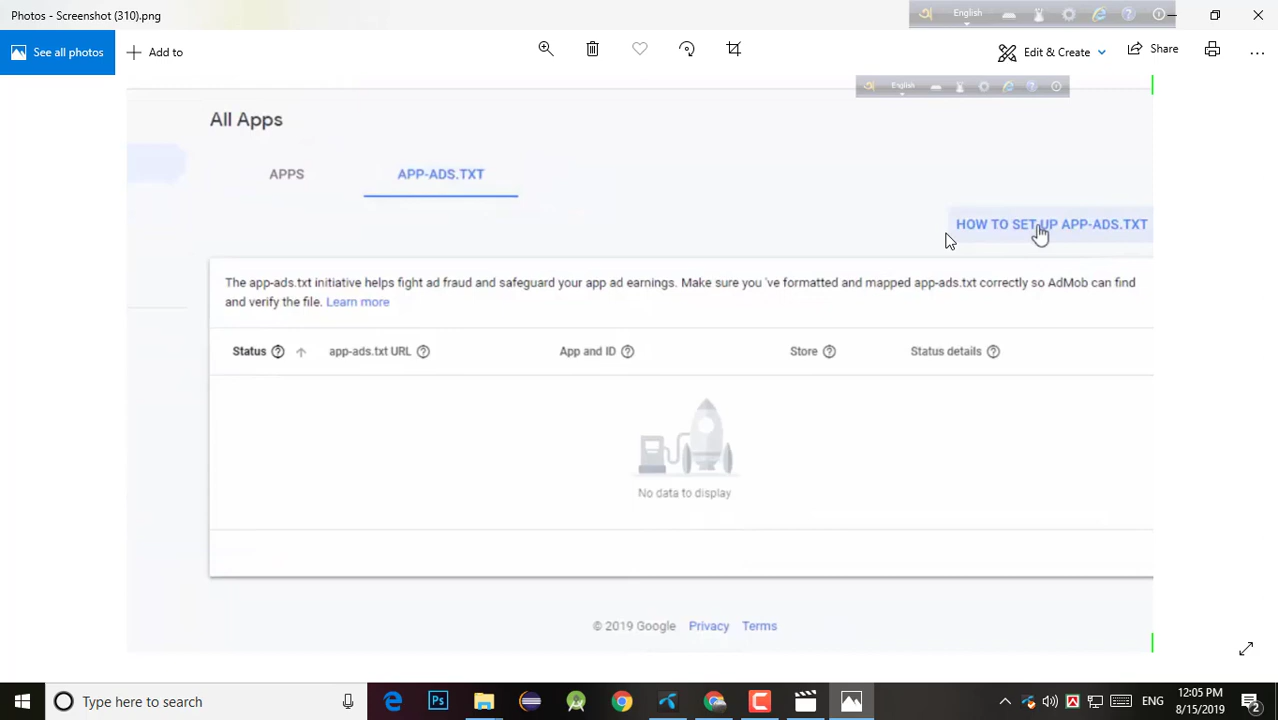 Photos - Screenshot (310).png
English
See all photos
Add to
Edit & Create
Share
English
All Apps
APPS
APP-ADS.TXT
HOW TO SET UP APP-ADS.TXT
The app-ads.txt initiative helps fight ad fraud and safeguard your app ad earnings. Make sure you 've formatted and mapped app-ads.txt correctly so AdMob can find
and verify the file. Learn more
Status
app-ads.txt URL
App and ID
Store
Status details
No data to display
© 2019 Google Privacy Terms
Type here to search
Ps
ENG
12:05 PM
8/15/2019
2